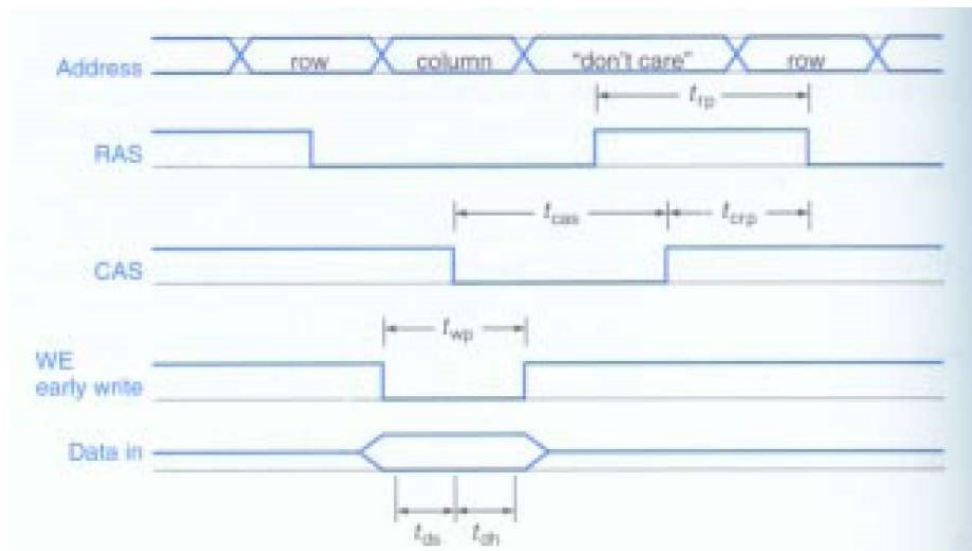 Address row column "don't care" row
t_rp
RAS
t_cas t_crp
CAS
t_wp
WE
early write
Data in
t_ds t_dh